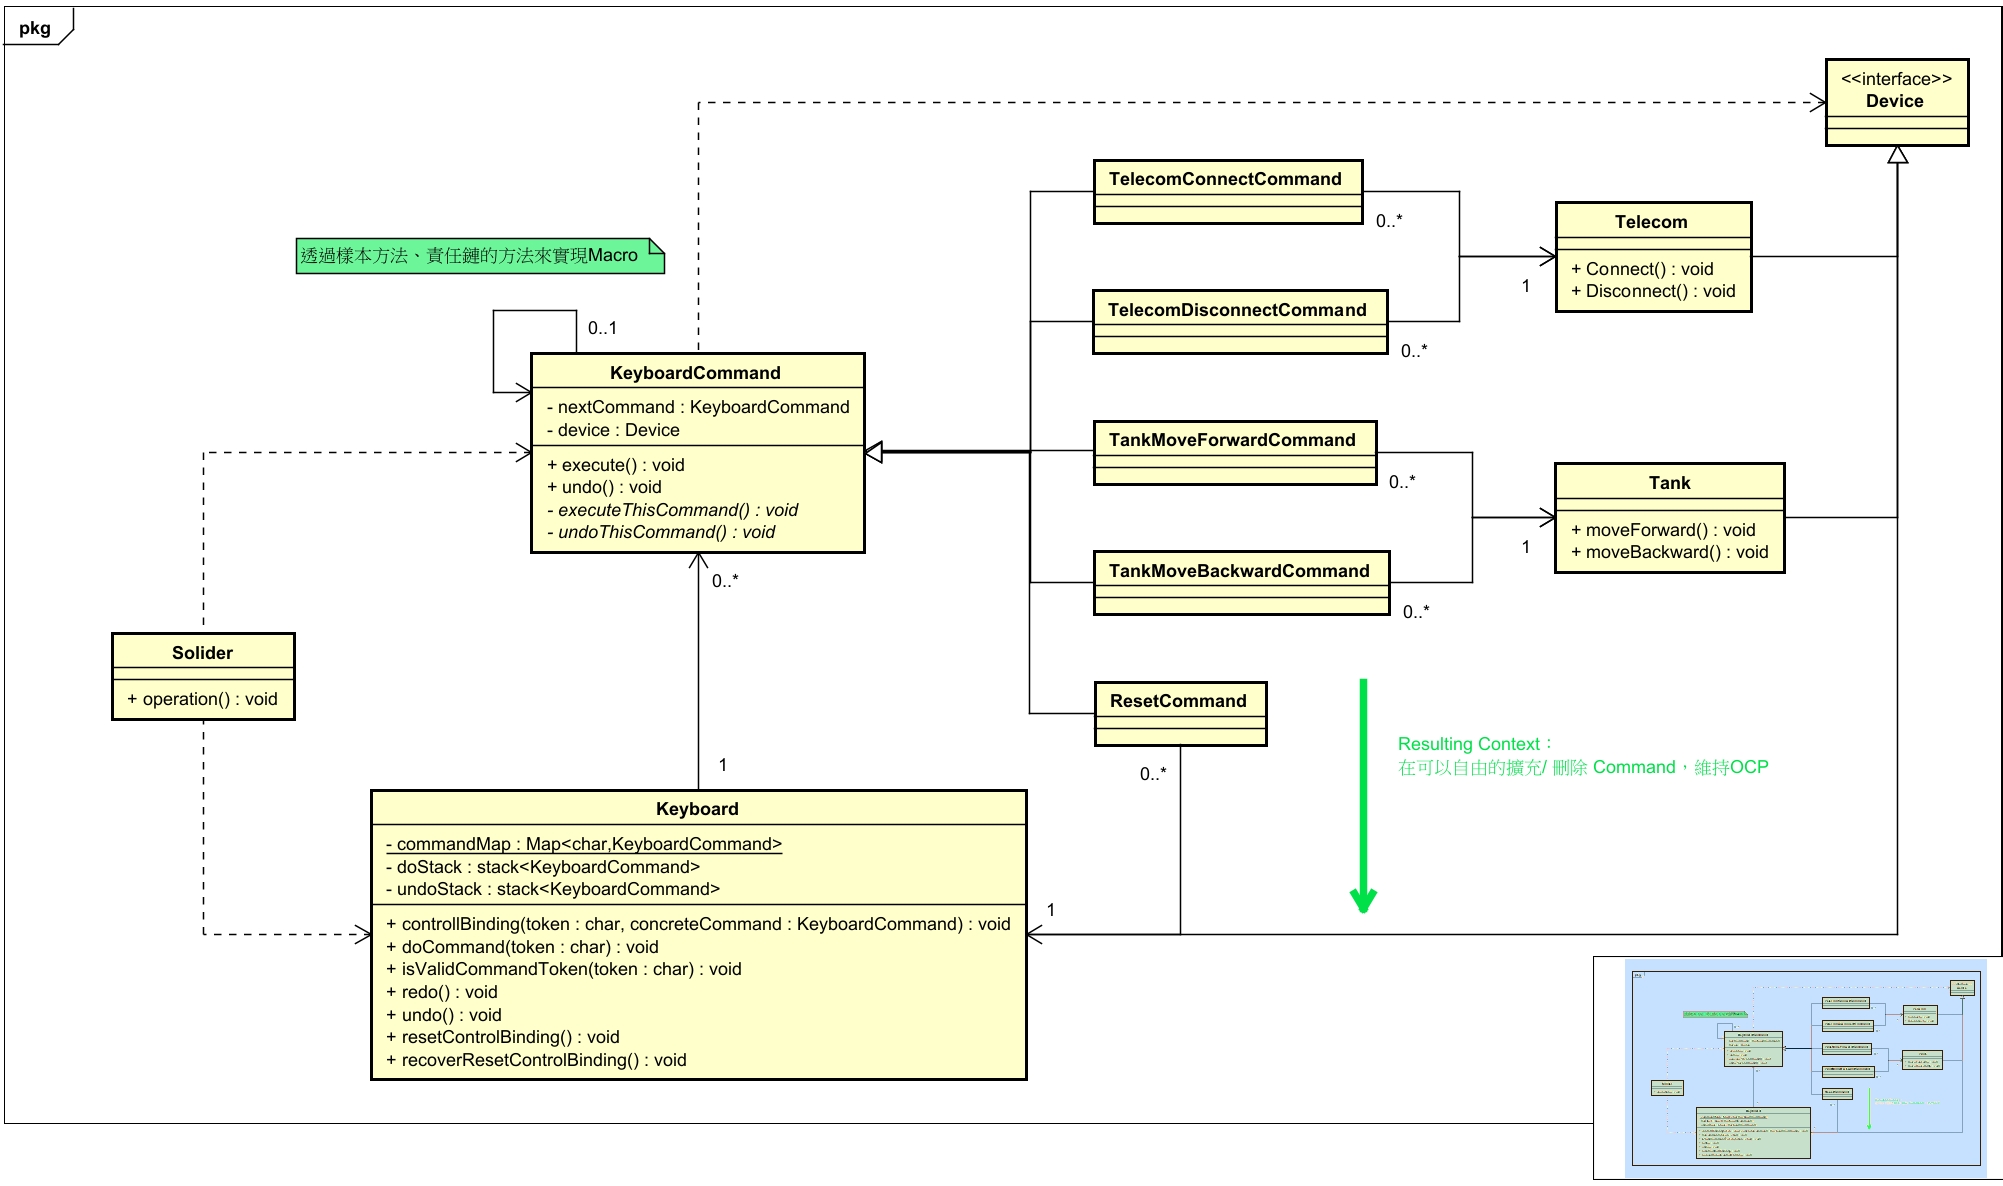 pkg
<<interface>>
Device
TelecomConnectCommand
0..*
Telecom
+ Connect() : void
+ Disconnect() : void
1
透過樣本方法、責任鏈的方法來實現Macro
TelecomDisconnectCommand
0..*
0..1
KeyboardCommand
- nextCommand : KeyboardCommand
- device : Device
+ execute() : void
+ undo() : void
- executeThisCommand() : void
- undoThisCommand() : void
0..*
TankMoveForwardCommand
0..*
Tank
+ moveForward() : void
+ moveBackward() : void
1
TankMoveBackwardCommand
0..*
Solider
+ operation() : void
ResetCommand
0..*
Resulting Context：
在可以自由的擴充/ 刪除 Command，維持OCP
1
Keyboard
- commandMap : Map<char,KeyboardCommand>
- doStack : stack<KeyboardCommand>
- undoStack : stack<KeyboardCommand>
+ controllBinding(token : char, concreteCommand : KeyboardCommand) : void
+ doCommand(token : char) : void
+ isValidCommandToken(token : char) : void
+ redo() : void
+ undo() : void
+ resetControlBinding() : void
+ recoverResetControlBinding() : void
1